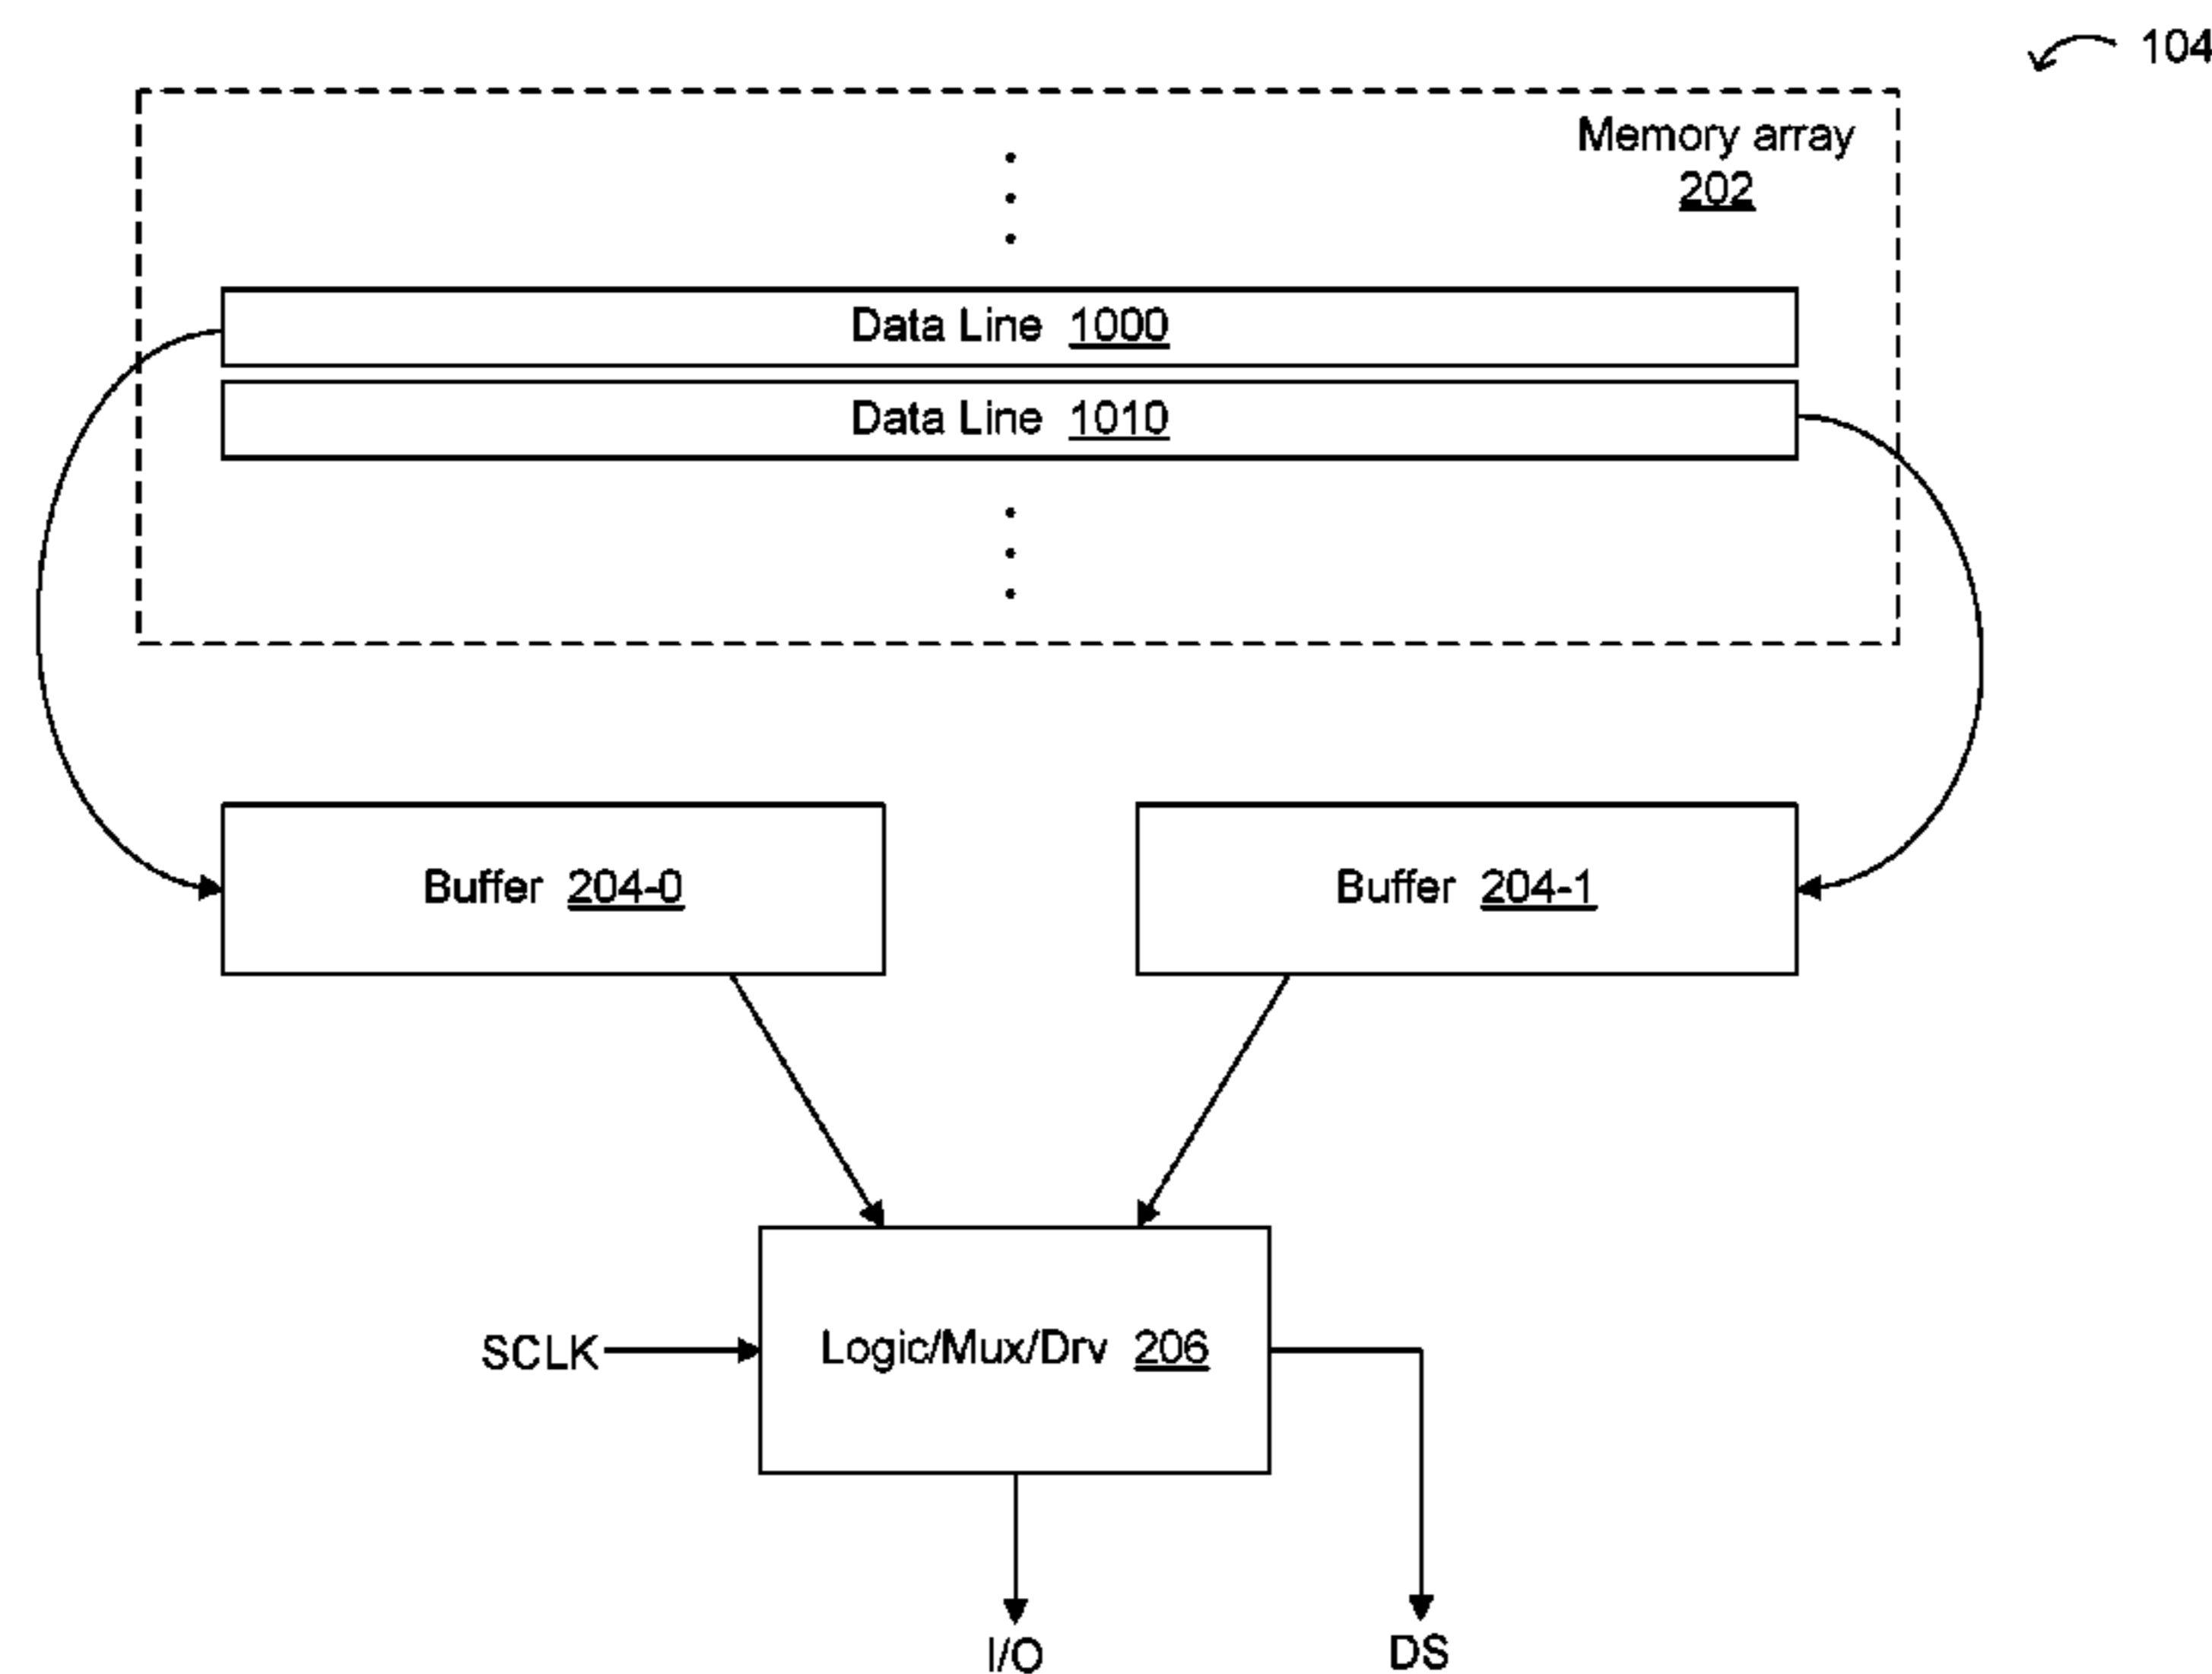 104
Memory array
202
Data Line 1000
Data Line 1010
Buffer 204-0
Buffer 204-1
SCLK
Logic/Mux/Drv 206
I/O
DS